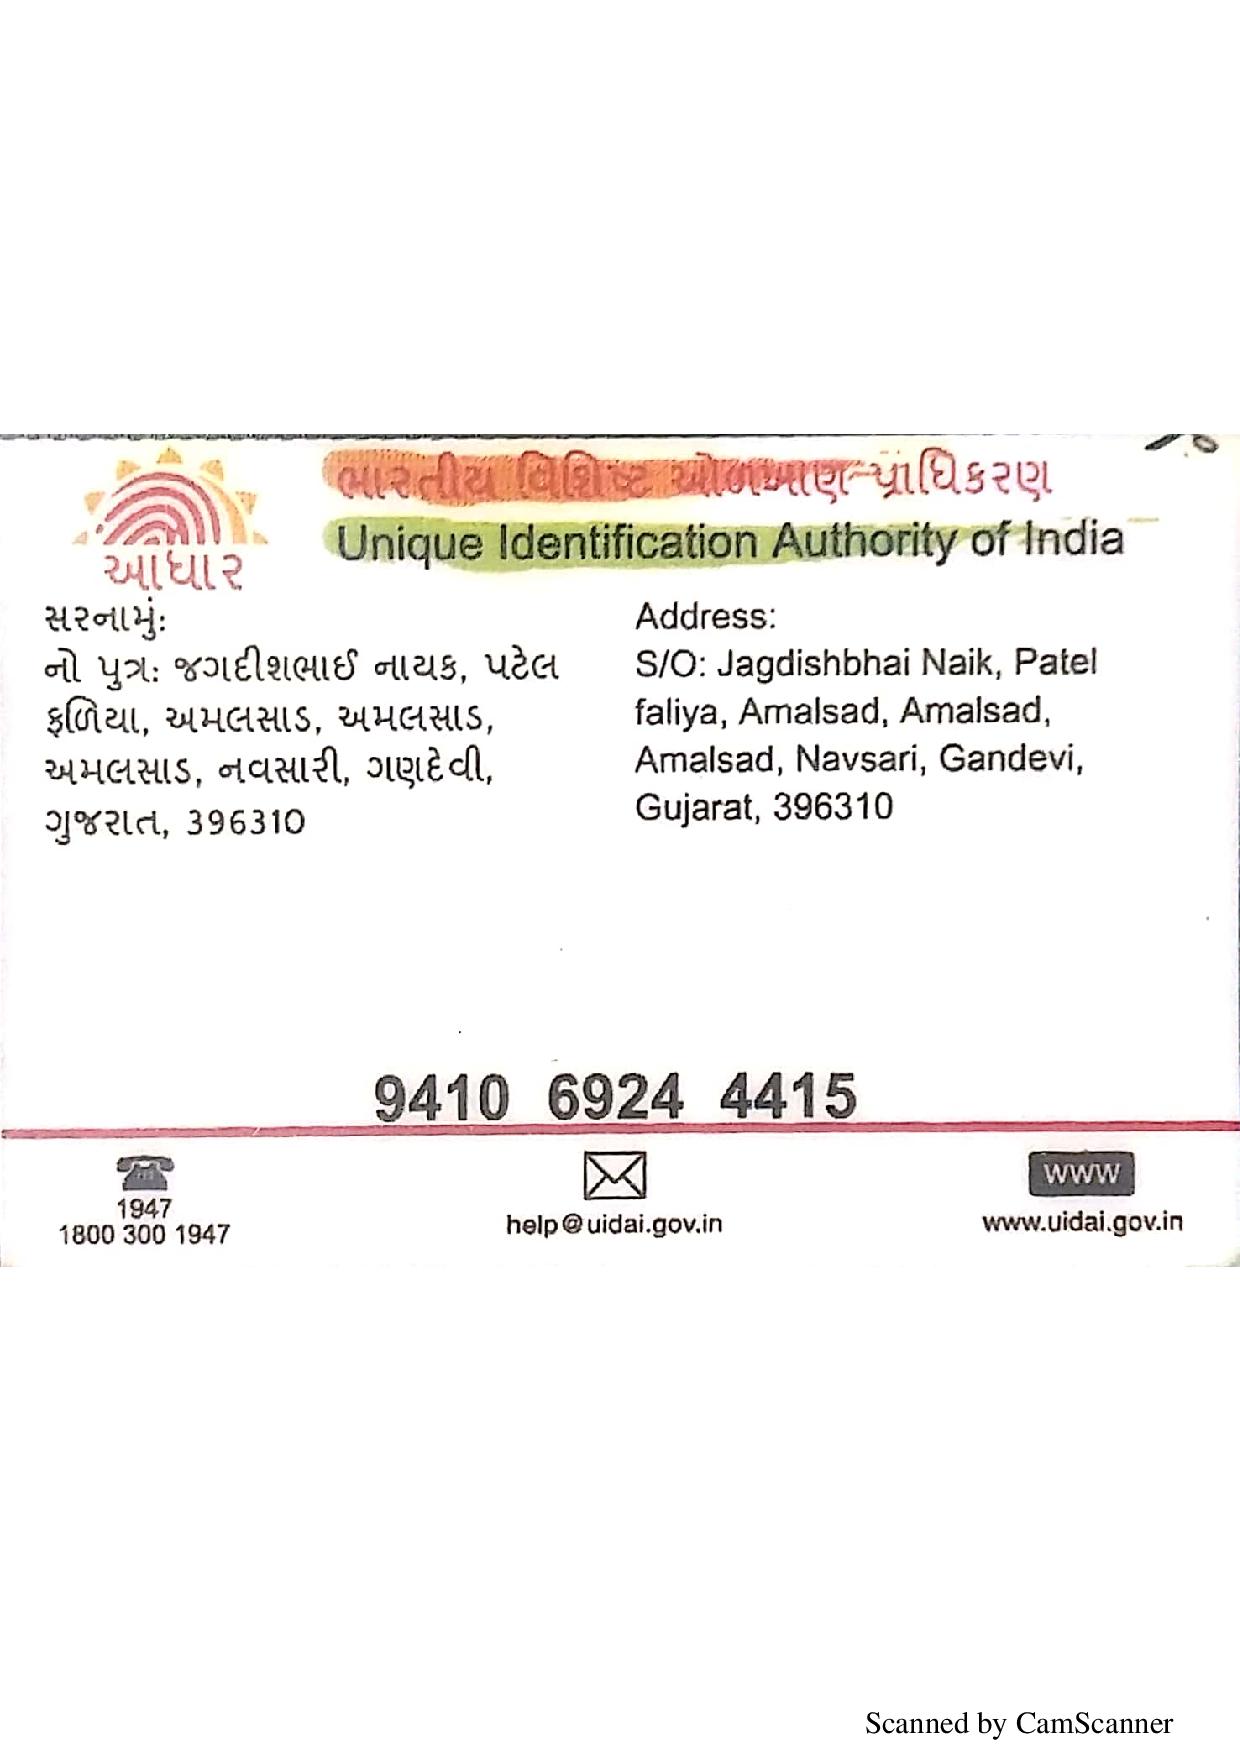 ભારતીય વિશિષ્ટ ઓળખાણ પ્રાધિકરણ
Unique Identification Authority of India
આધાર
સરનામું:
નો પુત્ર: જગદીશભાઈ નાયક, પટેલ
ફળિયા, અમલસાડ, અમલસાડ,
અમલસાડ, નવસારી, ગણદેવી,
ગુજરાત, 396310
Address:
S/O: Jagdishbhai Naik, Patel
faliya, Amalsad, Amalsad,
Amalsad, Navsari, Gandevi,
Gujarat, 396310
9410 6924 4415
1947
1800 300 1947
help@uidai.gov.in
www
www.uidai.gov.in
Scanned by CamScanner